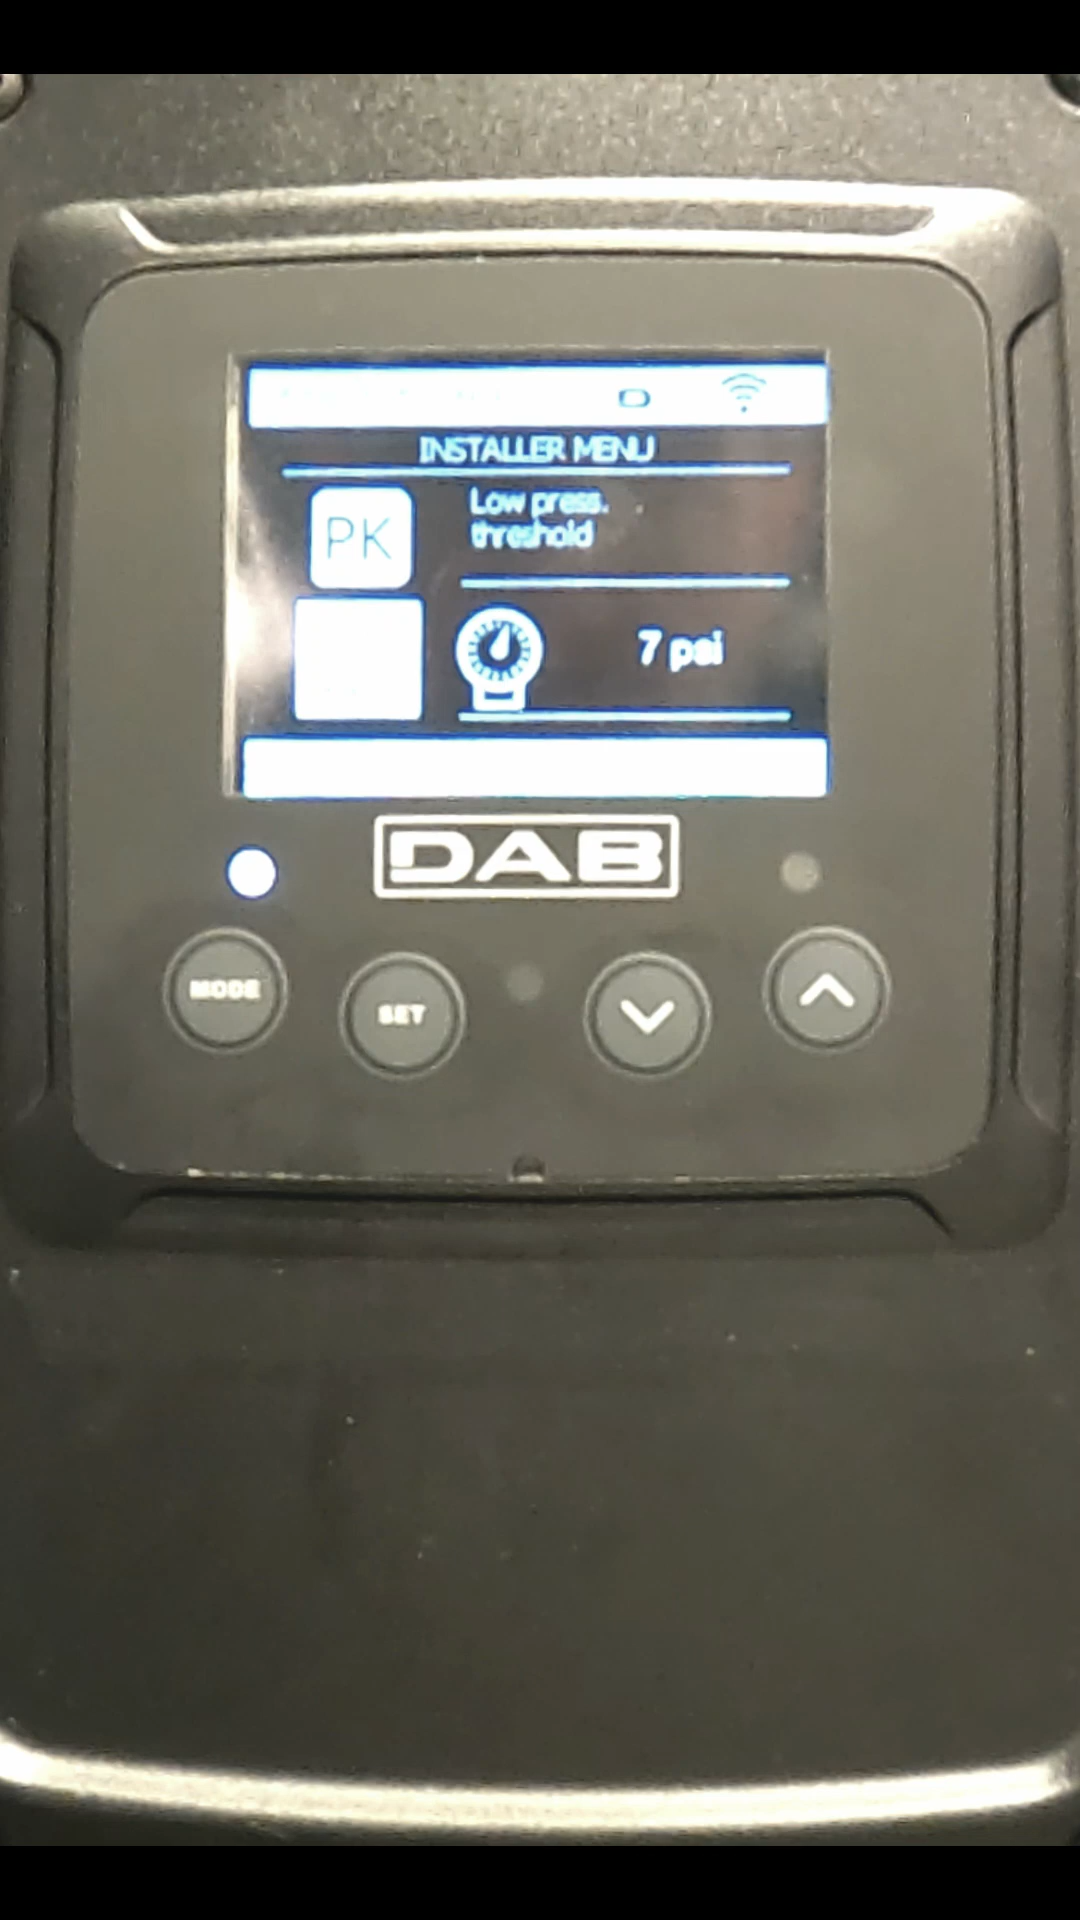 INSTALLER MENU
PK
Low press.
threshold
7 psi
DAB
MODE
SET